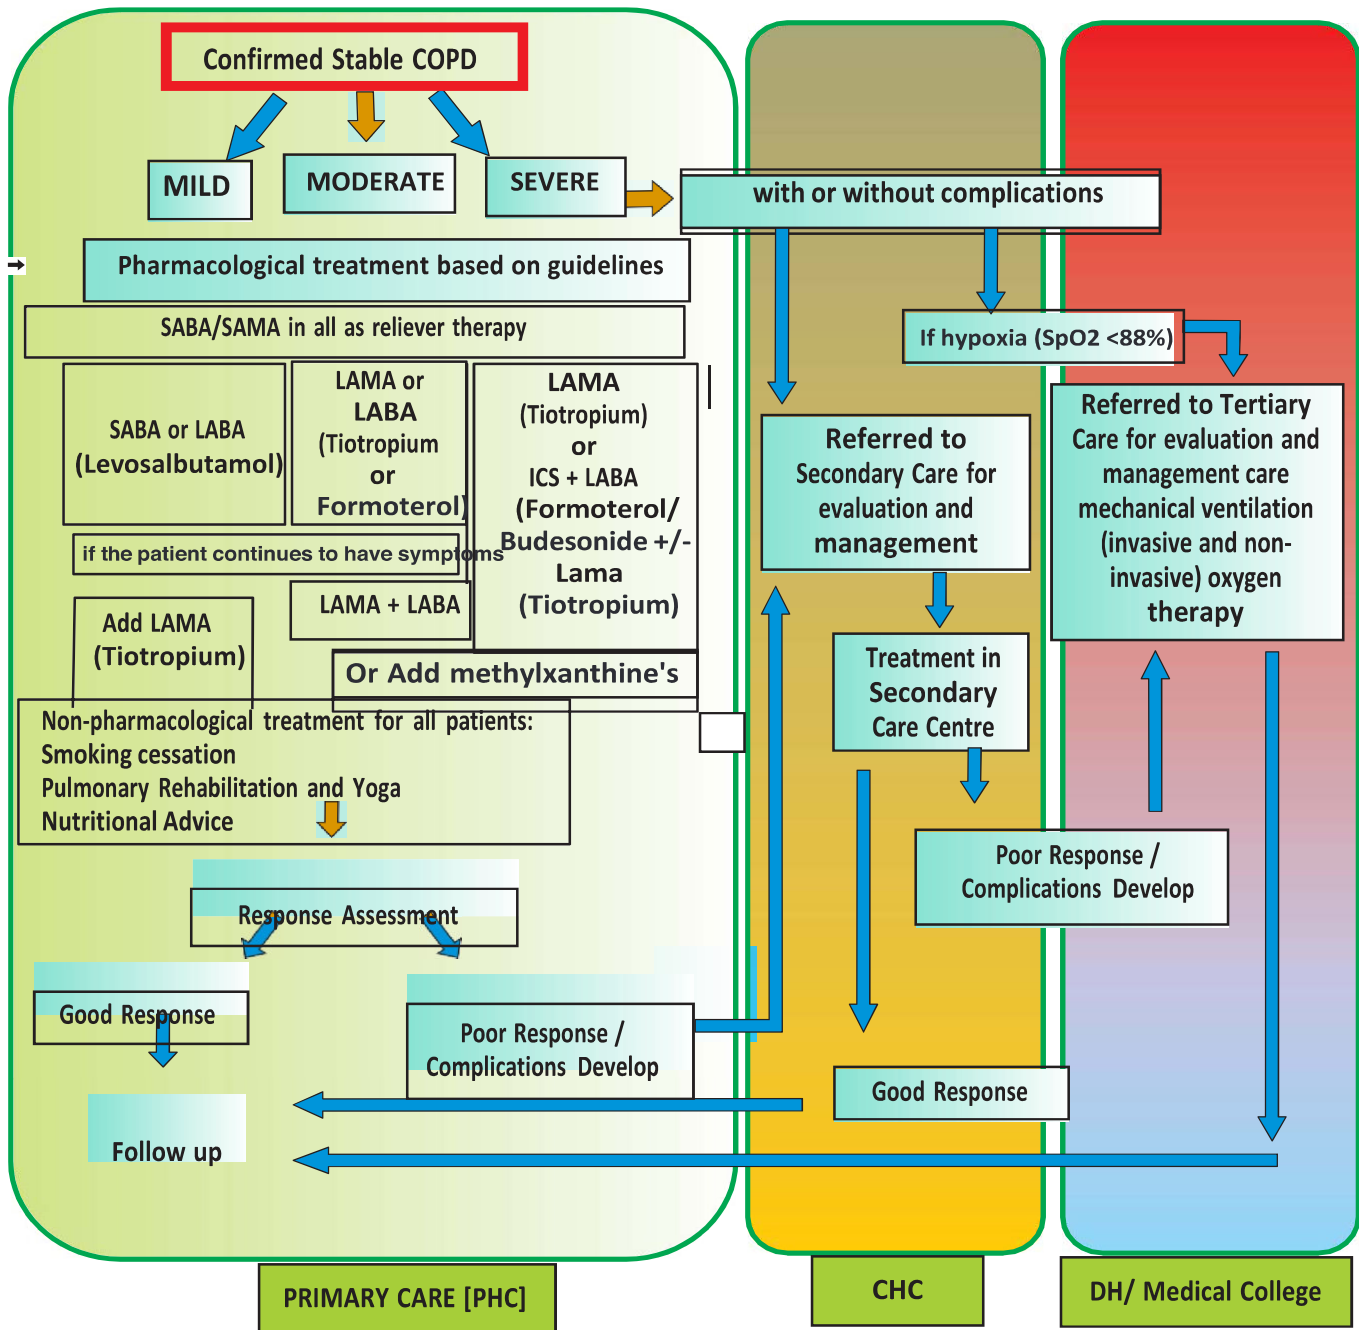 Confirmed Stable COPD
MILD
MODERATE
SEVERE
with or without complications
Pharmacological treatment based on guidelines
SABA/SAMA in all as reliever therapy
SABA or LABA
(Levosalbutamol)
LAMA or
LABA
(Tiotropium
or
Formoterol)
LAMA
(Tiotropium)
or
ICS + LABA
(Formoterol/
Budesonide +/-
Lama
(Tiotropium)
if the patient continues to have symptoms
Add LAMA
(Tiotropium)
LAMA + LABA
Or Add methylxanthine's
Non-pharmacological treatment for all patients:
Smoking cessation
Pulmonary Rehabilitation and Yoga
Nutritional Advice
Response Assessment
Good Response
Poor Response /
Complications Develop
Follow up
If hypoxia (SpO2 <88%)
Referred to
Secondary Care for
evaluation and
management
Treatment in
Secondary
Care Centre
Referred to Tertiary
Care for evaluation and
management care
mechanical ventilation
(invasive and non-
invasive) oxygen
therapy
Poor Response /
Complications Develop
Good Response
PRIMARY CARE [PHC]
CHC
DH/ Medical College